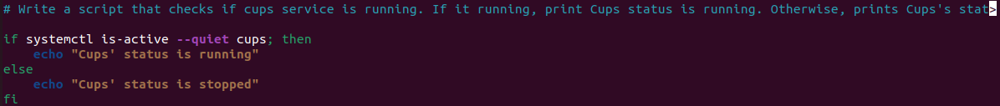 # Write a script that checks if cups service is running. If it running, print Cups status is running. Otherwise, prints Cups's stat>
if systemctl is-active --quiet cups; then
    echo "Cups' status is running"
else
    echo "Cups' status is stopped"
fi